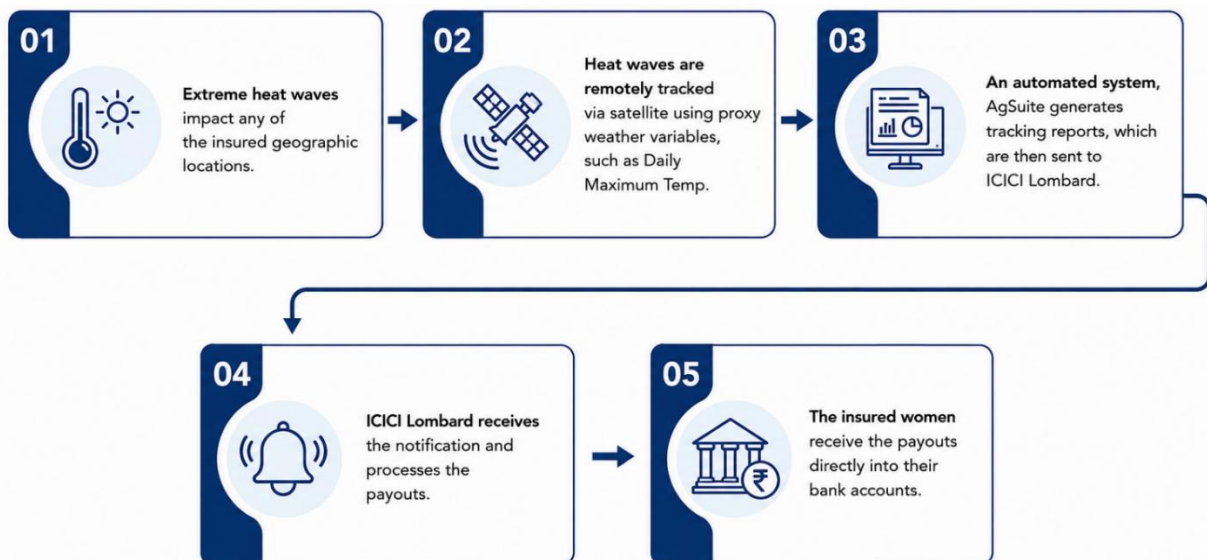 01
Extreme heat waves
impact any of
the insured geographic
locations.
02
Heat waves are
remotely tracked
via satellite using proxy
weather variables,
such as Daily
Maximum Temp.
03
An automated system,
AgSuite generates
tracking reports, which
are then sent to
ICICI Lombard.
04
ICICI Lombard receives
the notification and
processes the
payouts.
05
The insured women
receive the payouts
directly into their
bank accounts.
₹